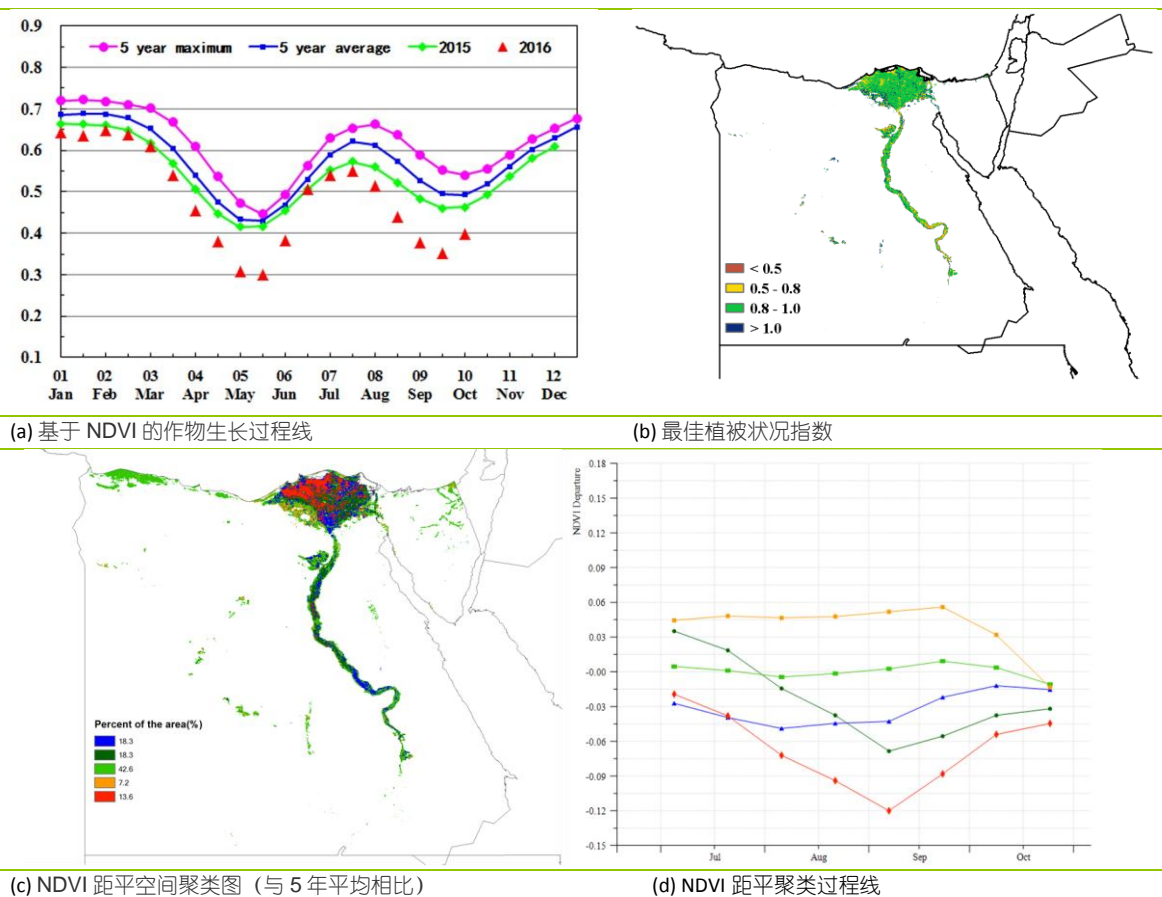 0.9
0.8
0.7
0.6
0.5
0.4
0.3
0.2
0.1
5 year maximum 5 year average 2015 2016
01 02 03 04 05 06 07 08 09 10 11 12
Jan Feb Mar Apr May Jun Jul Aug Sep Oct Nov Dec
< 0.5
0.5 - 0.8
0.8 - 1.0
> 1.0
(a) 基于 NDVI 的作物生长过程线
(b) 最佳植被状况指数
Percent of the area(%)
18.3
18.3
42.6
7.2
13.6
NDVI Departure
0.18
0.15
0.12
0.09
0.06
0.03
-0.00
-0.03
-0.06
-0.09
-0.12
-0.15
Jul Aug Sep Oct
(c) NDVI 距平空间聚类图（与 5 年平均相比）
(d) NDVI 距平聚类过程线